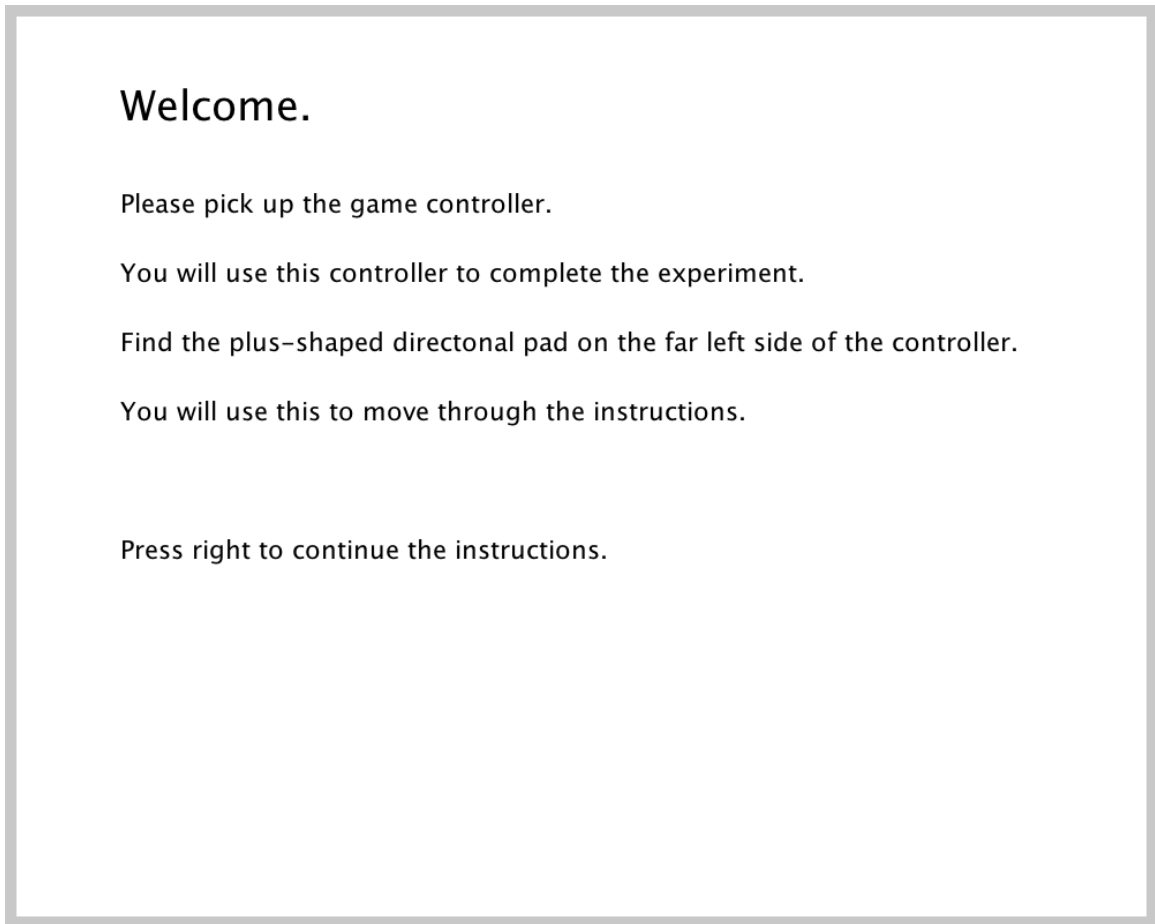 Welcome.
Please pick up the game controller.
You will use this controller to complete the experiment.
Find the plus-shaped directonal pad on the far left side of the controller.
You will use this to move through the instructions.
Press right to continue the instructions.